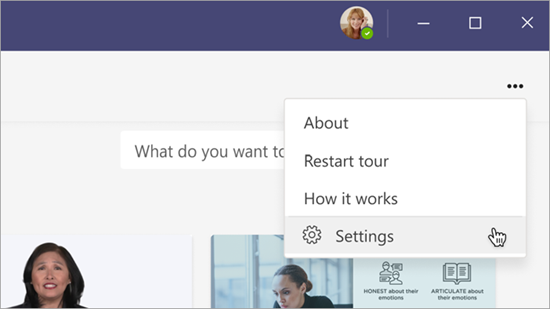 About
What do you want to
Restart tour
How it works
Settings
HONEST about their
emotions
ARTICULATE about
their emotions